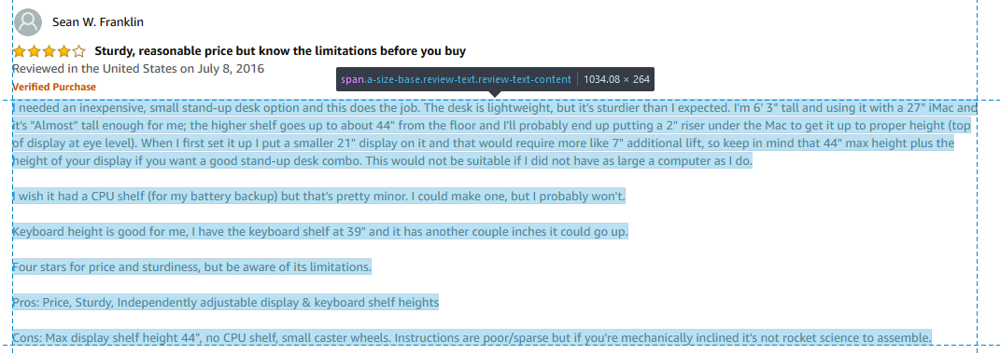 Sean W. Franklin
Sturdy, reasonable price but know the limitations before you buy
Reviewed in the United States on July 8, 2016
span.a-size-base.review-text.review-text-content 1034.08 × 264
Verified Purchase
I needed an inexpensive, small stand-up desk option and this does the job. The desk is lightweight, but it's sturdier than I expected. I'm 6' 3" tall and using it with a 27" iMac and
it's "Almost" tall enough for me; the higher shelf goes up to about 44" from the floor and I'll probably end up putting a 2" riser under the Mac to get it up to proper height (top
of display at eye level). When I first set it up I put a smaller 21" display on it and that would require more like 7" additional lift, so keep in mind that 44" max height plus the
height of your display if you want a good stand-up desk combo. This would not be suitable if I did not have as large a computer as I do.
I wish it had a CPU shelf (for my battery backup) but that's pretty minor. I could make one, but I probably won't.
Keyboard height is good for me, I have the keyboard shelf at 39" and it has another couple inches it could go up.
Four stars for price and sturdiness, but be aware of its limitations.
Pros: Price, Sturdy, Independently adjustable display & keyboard shelf heights
Cons: Max display shelf height 44", no CPU shelf, small caster wheels. Instructions are poor/sparse but if you're mechanically inclined it's not rocket science to assemble.